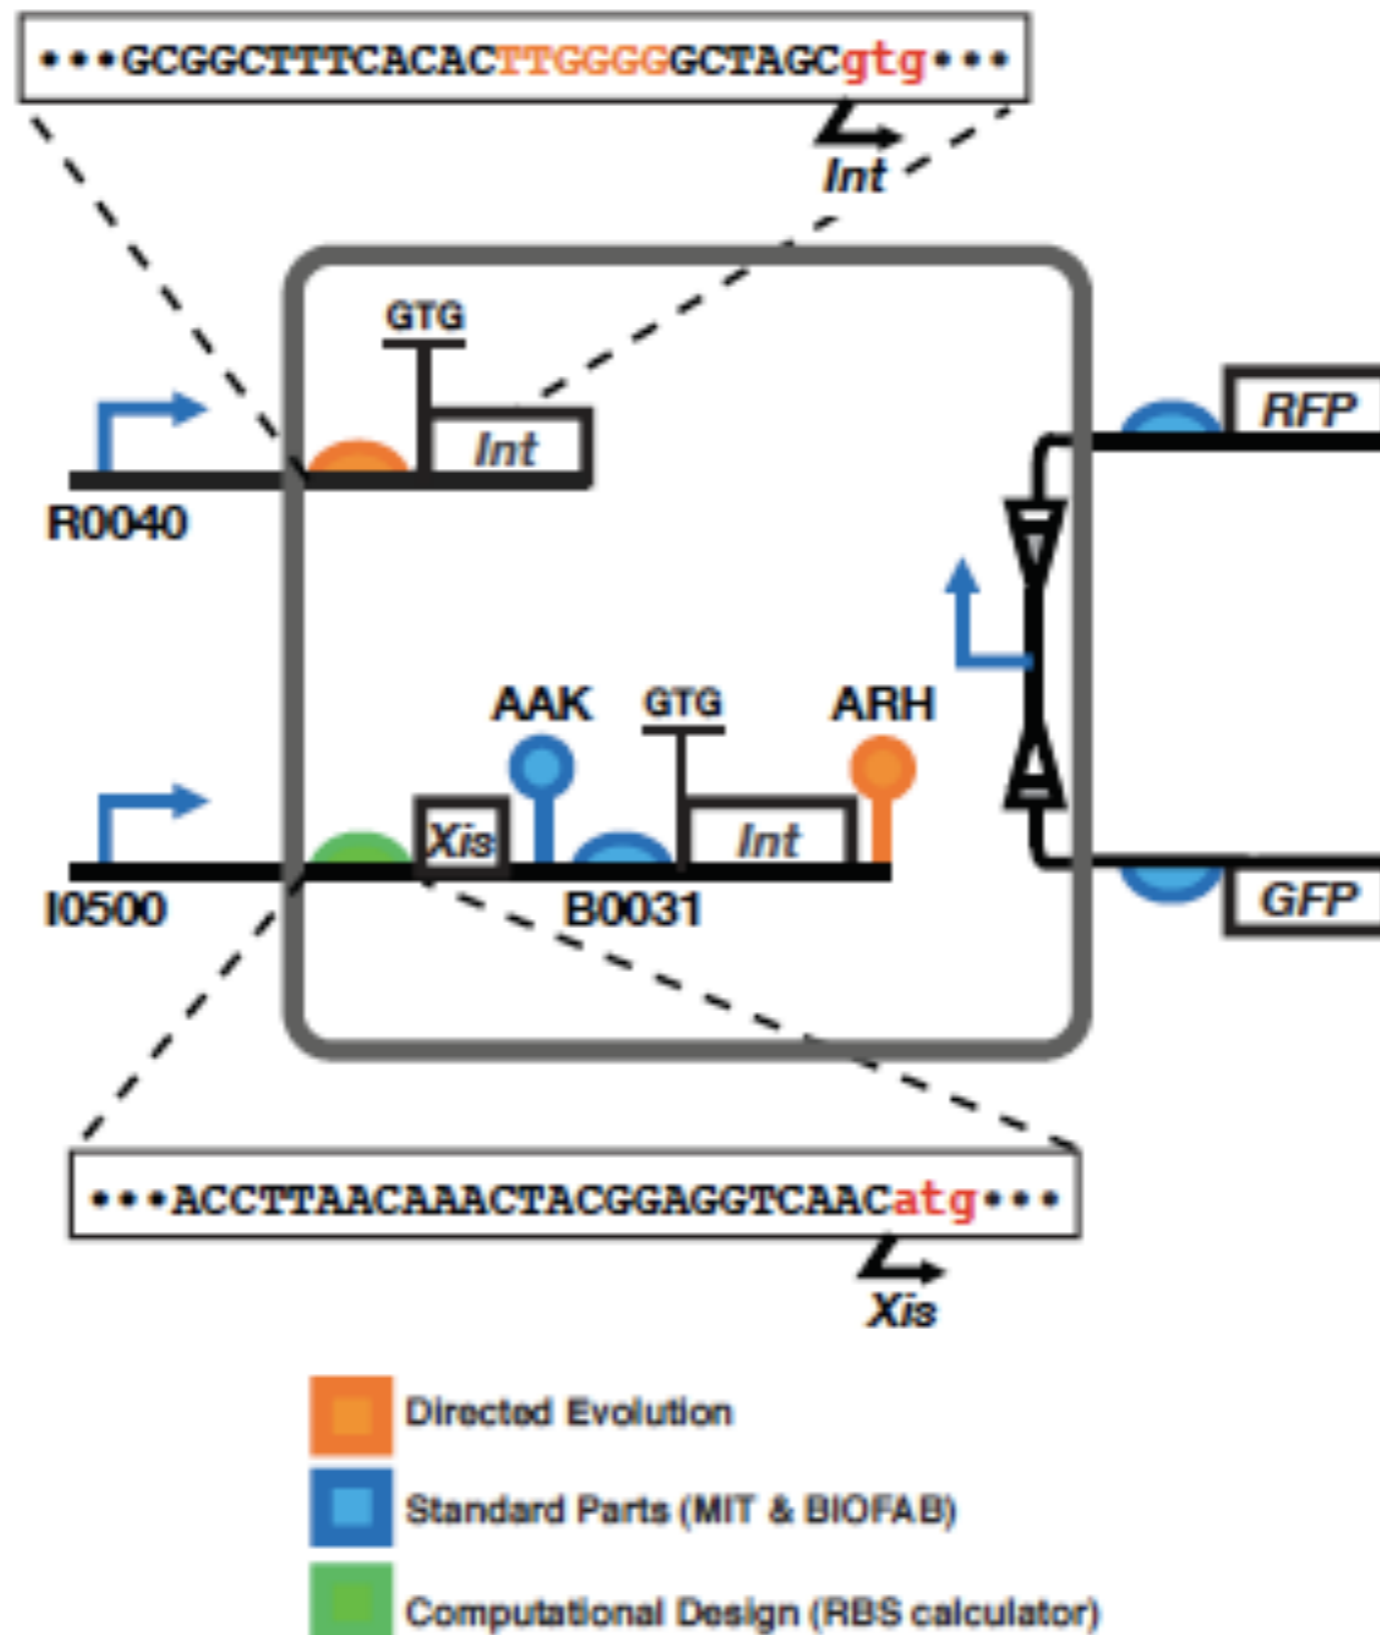 •••GCGGCTTTCACACTTGGGGGCTAGCgtg•••
Int
GTG
Int
R0040
RFP
AAK
GTG
ARH
Xis
Int
I0500
B0031
GFP
•••ACCTTAACAAACTACGGAGGTCAACatg•••
Xis
Directed Evolution
Standard Parts (MIT & BIOFAB)
Computational Design (RBS calculator)